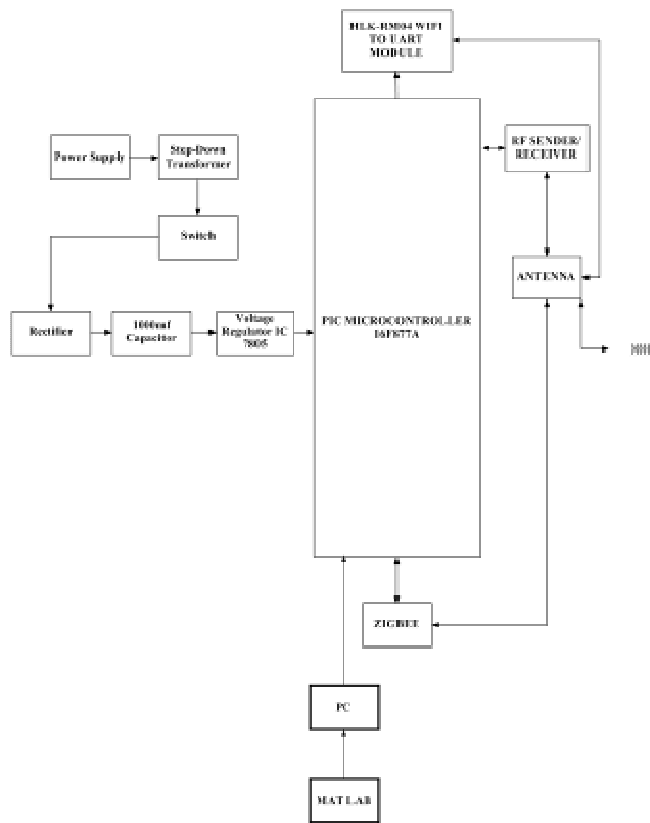 HLK-RM04 WIFI
TO UART
MODULE
Power Supply
Step-Down
Transformer
RF SENDER/
RECEIVER
Switch
ANTENNA
Rectifier
1000mf
Capacitor
Voltage
Regulator IC
7805
PIC MICROCONTROLLER
16F877A
ZIGBEE
PC
MATLAB